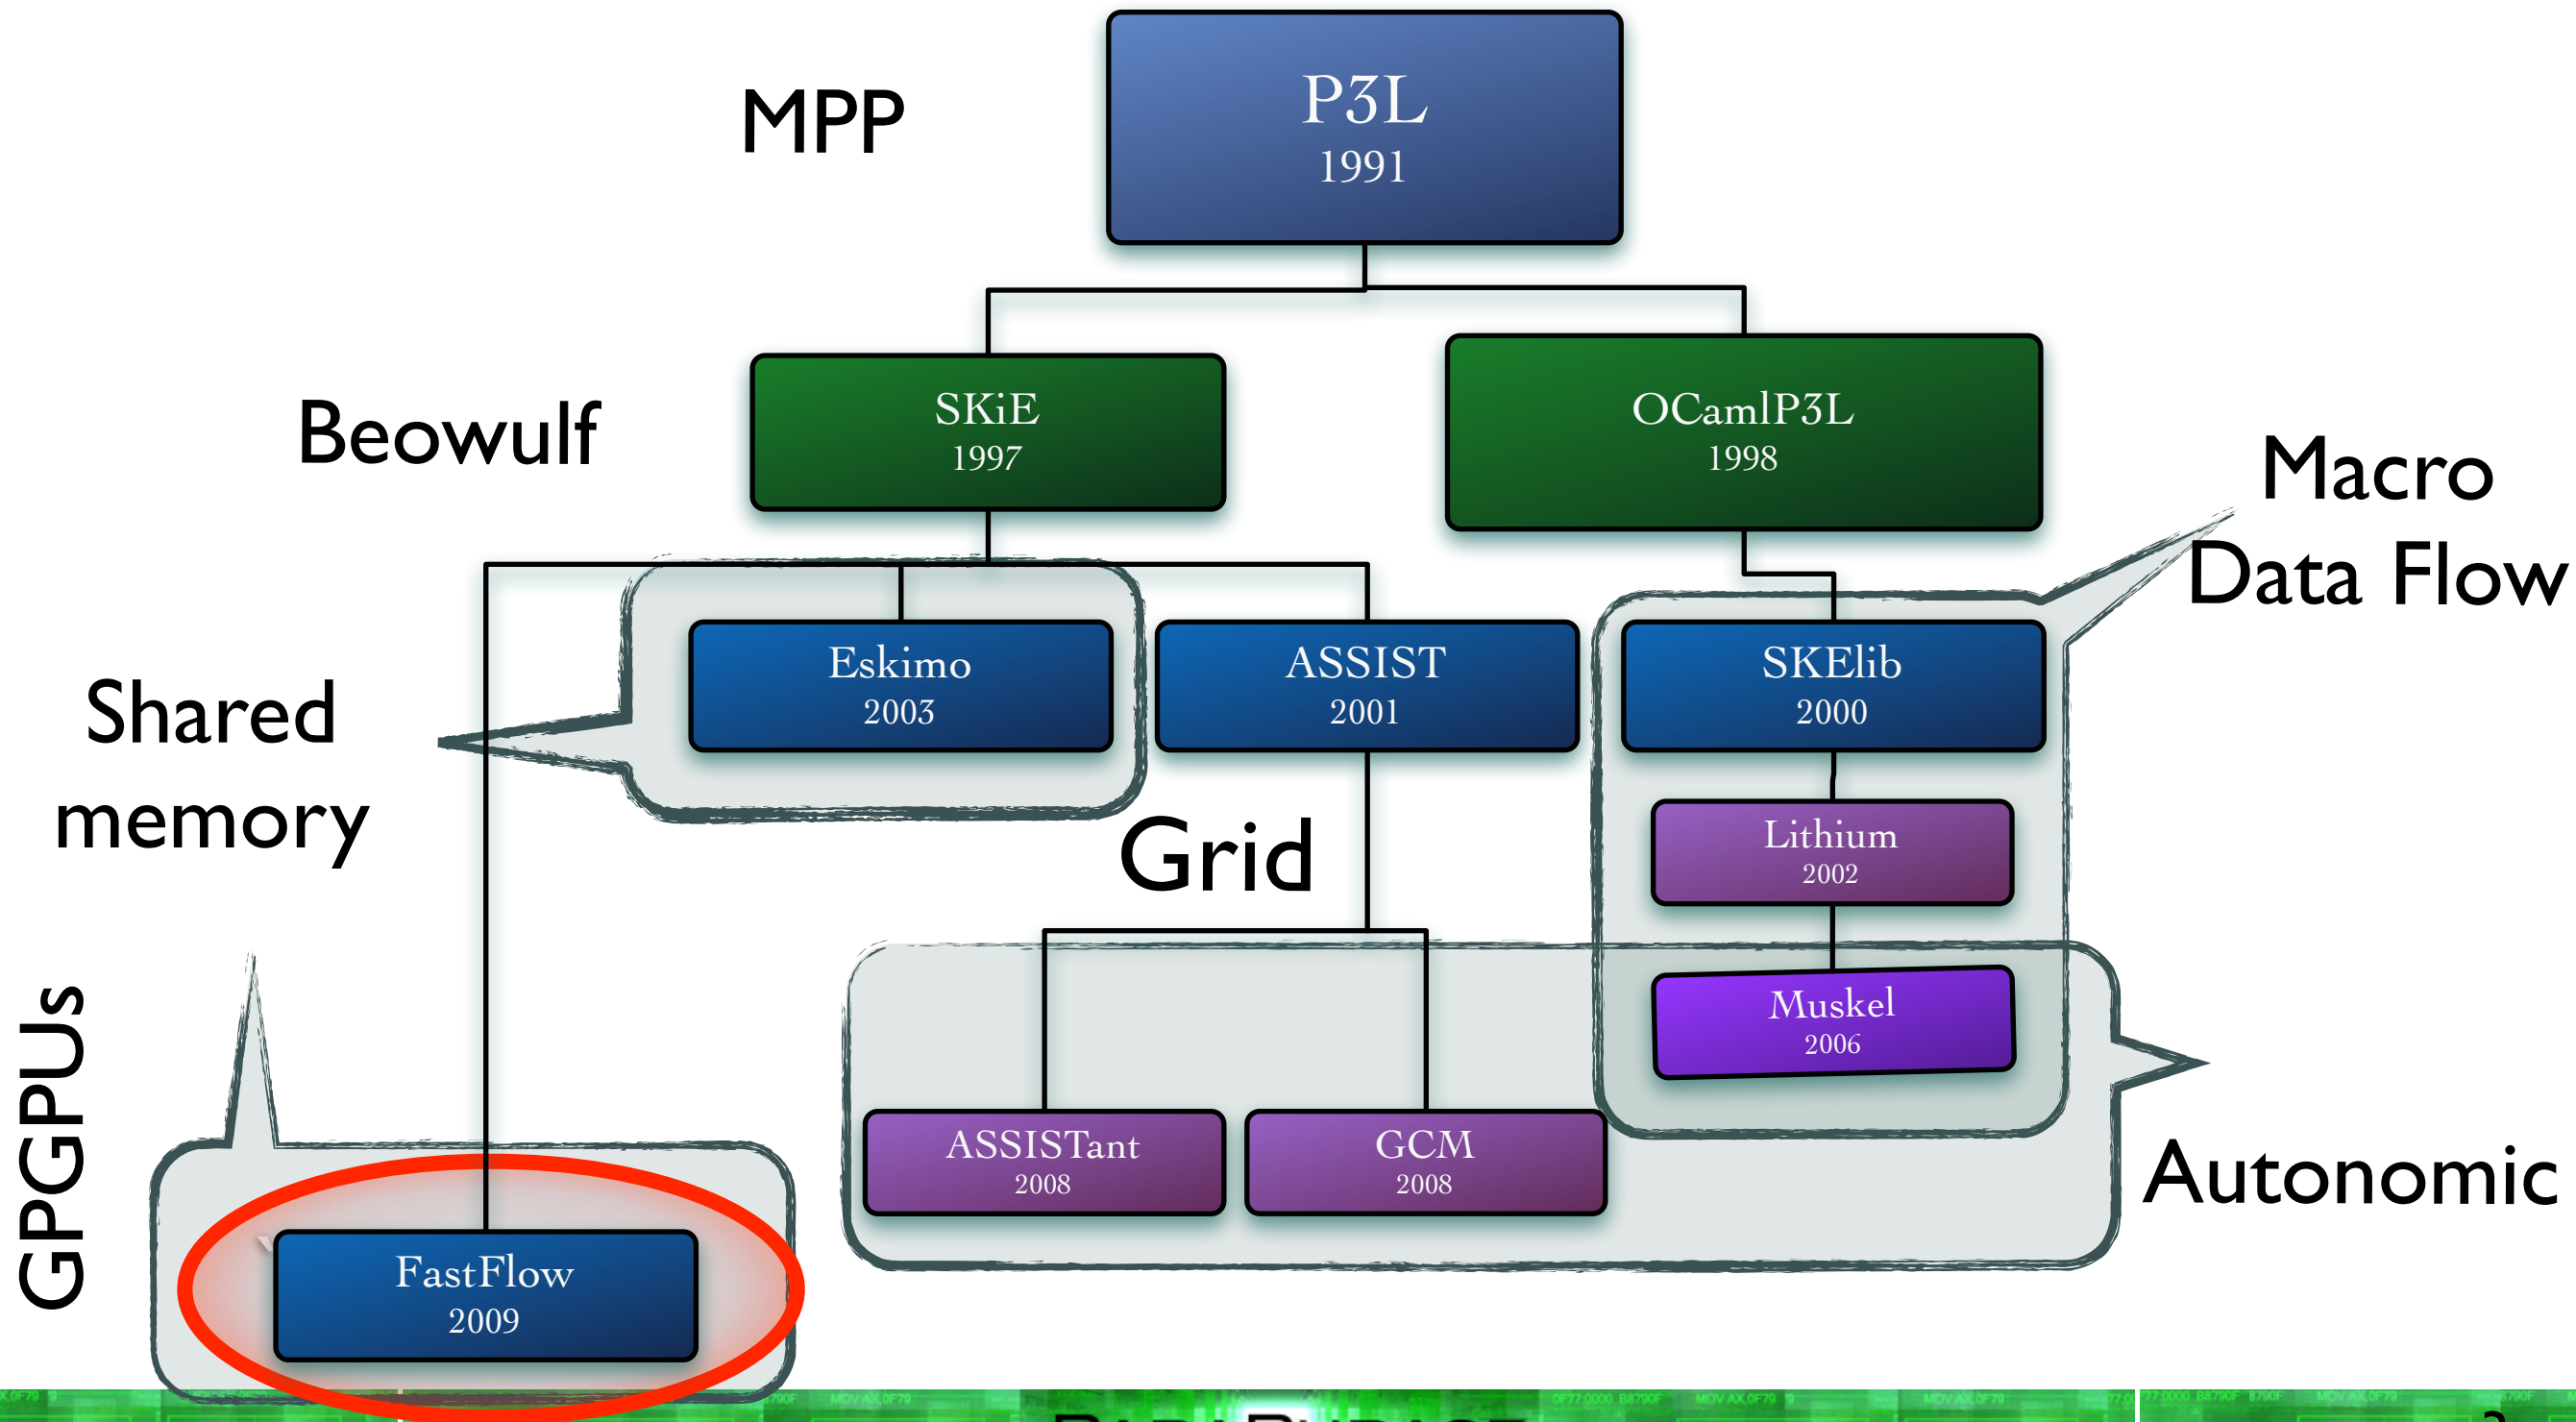 MPP
P3L
1991
Beowulf
SKiE
1997
OCamlP3L
1998
Macro
Data Flow
Shared
memory
Eskimo
2003
ASSIST
2001
SKElib
2000
Grid
Lithium
2002
Muskel
2006
GPGPUs
ASSISTant
2008
GCM
2008
Autonomic
FastFlow
2009